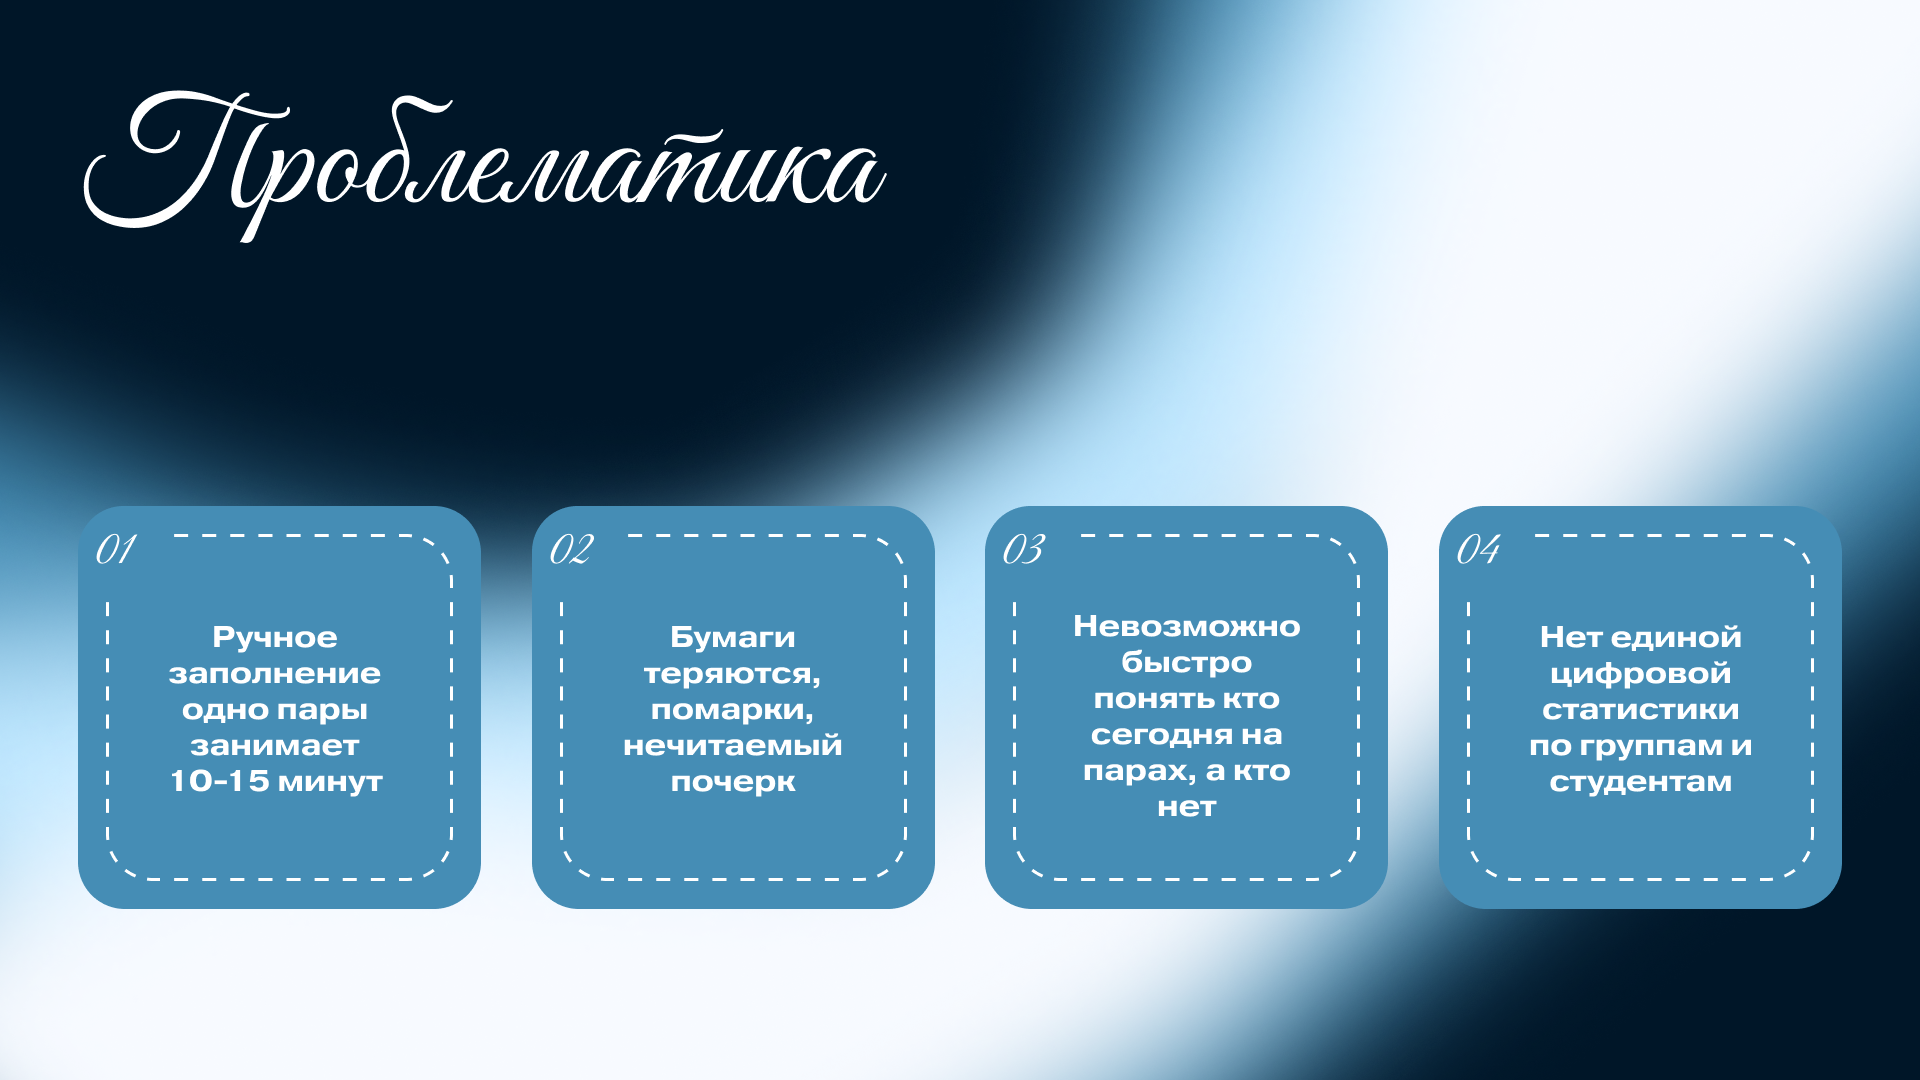 Проблематика
01
Ручное
заполнение
одно пары
занимает
10-15 минут
02
Бумаги
теряются,
помарки,
нечитаемый
почерк
03
Невозможно
быстро
понять кто
сегодня на
парах, а кто
нет
04
Нет единой
цифровой
статистики
по группам и
студентам